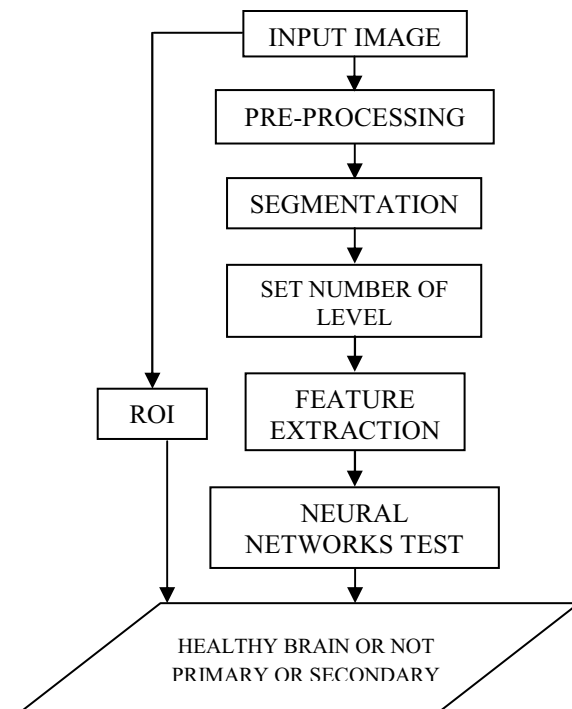 INPUT IMAGE
PRE-PROCESSING
SEGMENTATION
SET NUMBER OF
LEVEL
ROI
FEATURE
EXTRACTION
NEURAL
NETWORKS TEST
HEALTHY BRAIN OR NOT
PRIMARY OR SECONDARY